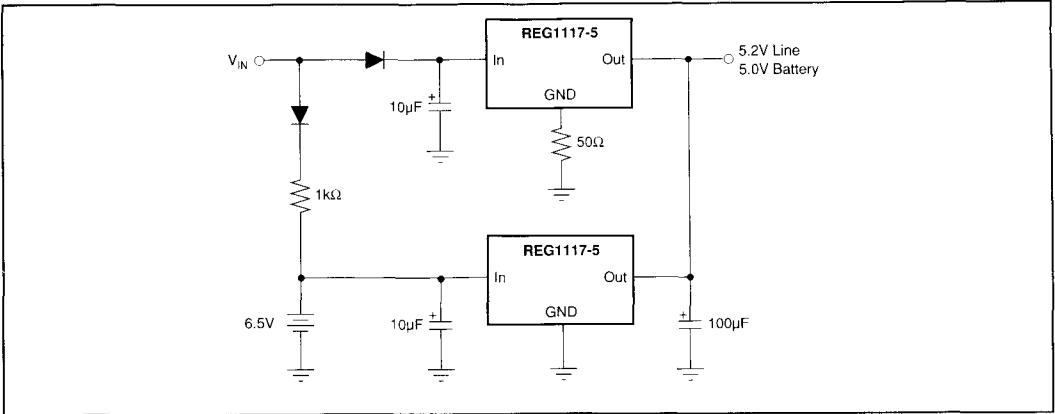 REG1117-5
V_IN
In
Out
5.2V Line
5.0V Battery
GND
10µF
50Ω
1kΩ
REG1117-5
In
Out
GND
6.5V
10µF
100µF